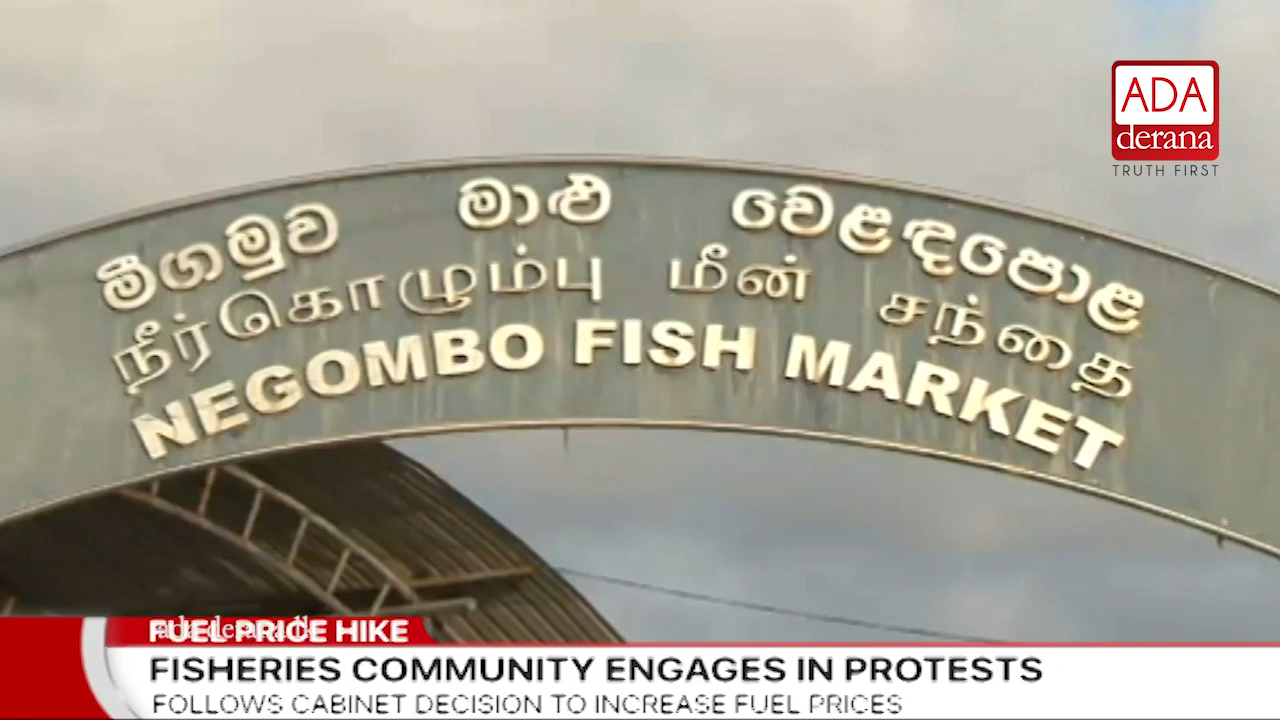 ADA
derana
TRUTH FIRST
මීගමුව මාළු වෙළඳපොළ
நீர்கொழும்பு மீன் சந்தை
NEGOMBO FISH MARKET
FUEL PRICE HIKE
FISHERIES COMMUNITY ENGAGES IN PROTESTS
FOLLOWS CABINET DECISION TO INCREASE FUEL PRICES